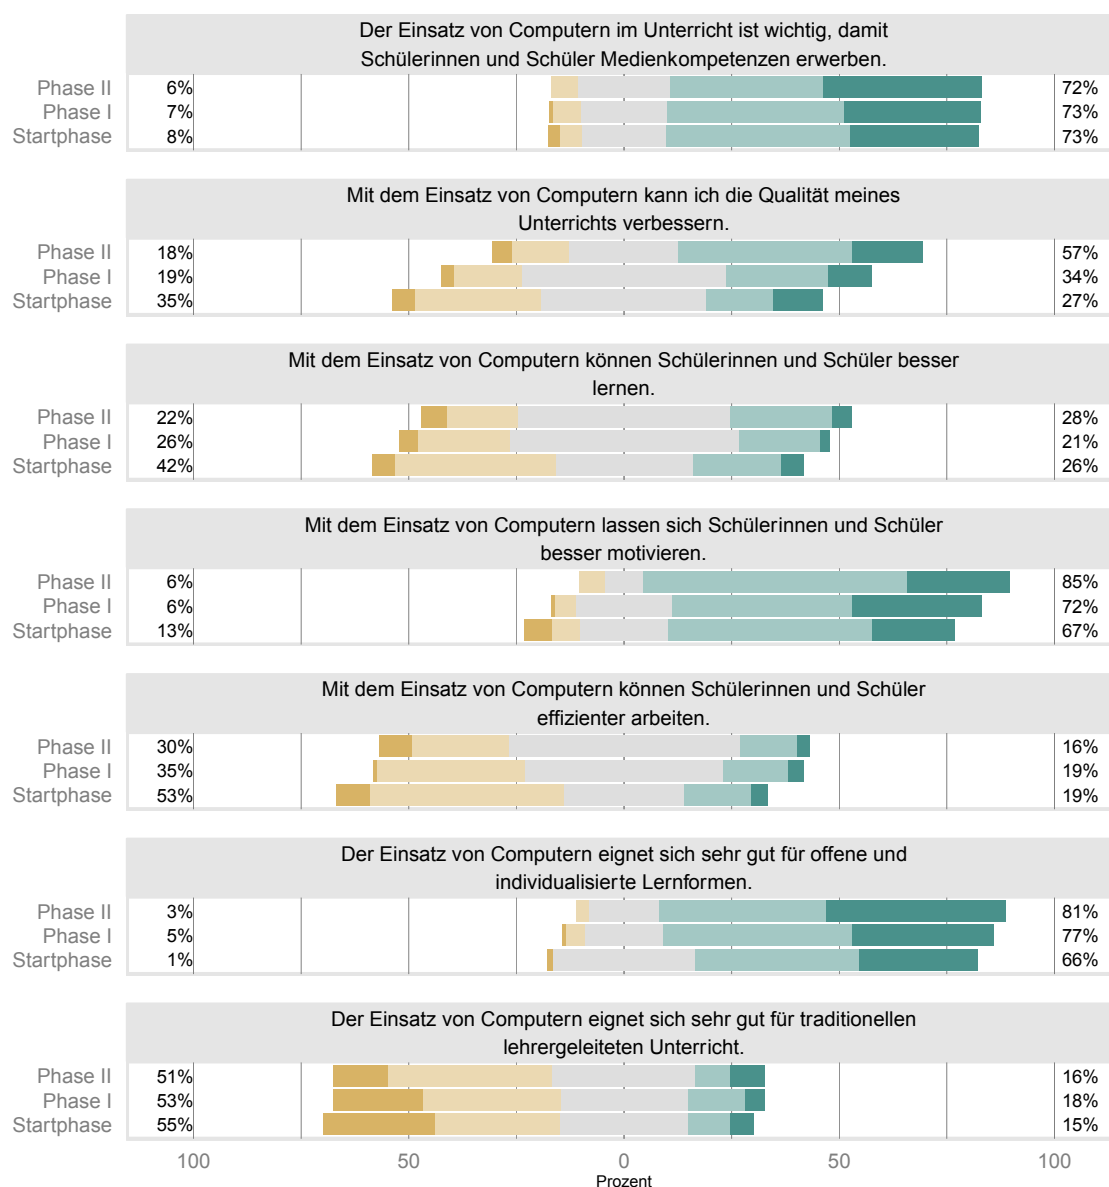 Der Einsatz von Computern im Unterricht ist wichtig, damit
Schülerinnen und Schüler Medienkompetenzen erwerben.
Phase II 6% 72%
Phase I 7% 73%
Startphase 8% 73%
Mit dem Einsatz von Computern kann ich die Qualität meines
Unterrichts verbessern.
Phase II 18% 57%
Phase I 19% 34%
Startphase 35% 27%
Mit dem Einsatz von Computern können Schülerinnen und Schüler besser
lernen.
Phase II 22% 28%
Phase I 26% 21%
Startphase 42% 26%
Mit dem Einsatz von Computern lassen sich Schülerinnen und Schüler
besser motivieren.
Phase II 6% 85%
Phase I 6% 72%
Startphase 13% 67%
Mit dem Einsatz von Computern können Schülerinnen und Schüler
effizienter arbeiten.
Phase II 30% 16%
Phase I 35% 19%
Startphase 53% 19%
Der Einsatz von Computern eignet sich sehr gut für offene und
individualisierte Lernformen.
Phase II 3% 81%
Phase I 5% 77%
Startphase 1% 66%
Der Einsatz von Computern eignet sich sehr gut für traditionellen
lehrergeleiteten Unterricht.
Phase II 51% 16%
Phase I 53% 18%
Startphase 55% 15%
100 50 0 50 100
Prozent